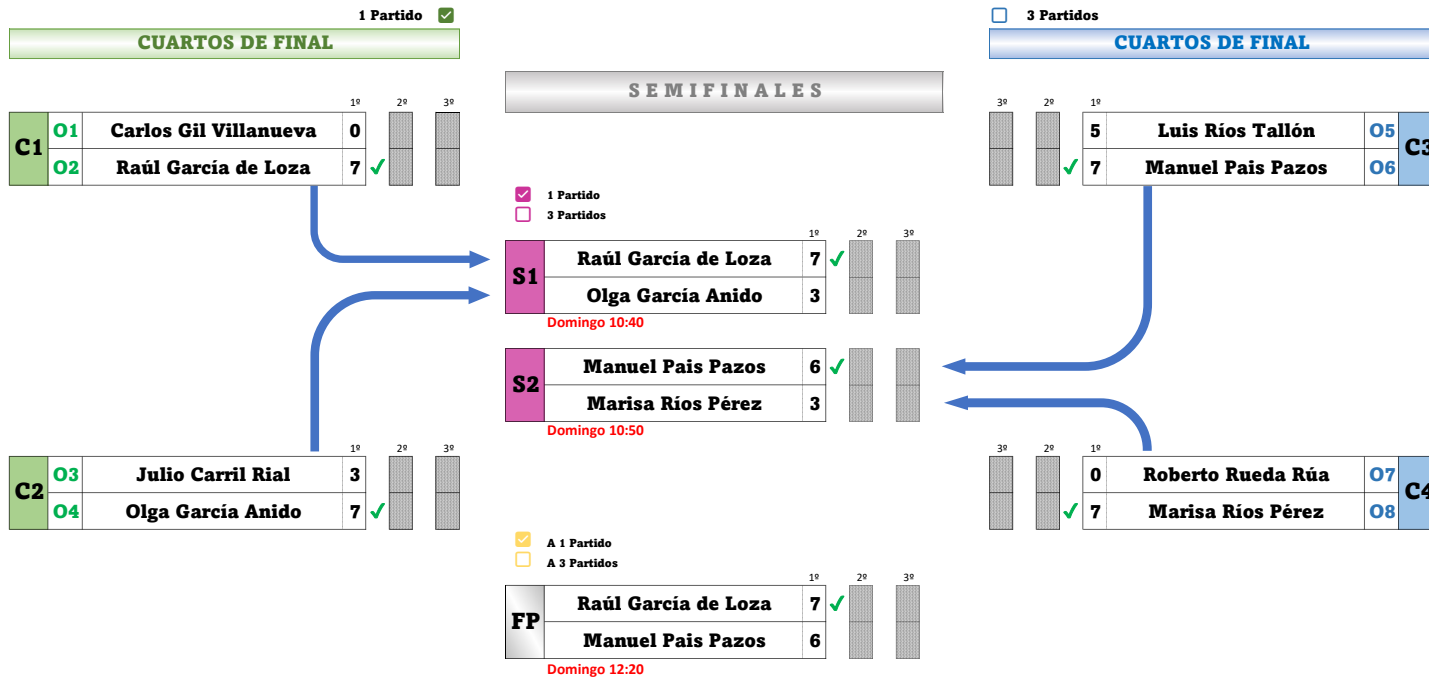 1 Partido
3 Partidos
CUARTOS DE FINAL
CUARTOS DE FINAL
SEMIFINALES
1º 2º 3º
C1
O1 Carlos Gil Villanueva 0
O2 Raúl García de Loza 7
3º 2º 1º
5 Luis Ríos Tallón O5
7 Manuel Pais Pazos O6
C3
1 Partido
3 Partidos
1º 2º 3º
S1
Raúl García de Loza 7
Olga García Anido 3
Domingo 10:40
S2
Manuel Pais Pazos 6
Marisa Ríos Pérez 3
Domingo 10:50
1º 2º 3º
C2
O3 Julio Carril Rial 3
O4 Olga García Anido 7
3º 2º 1º
0 Roberto Rueda Rúa O7
7 Marisa Ríos Pérez O8
C4
A 1 Partido
A 3 Partidos
1º 2º 3º
FP
Raúl García de Loza 7
Manuel Pais Pazos 6
Domingo 12:20